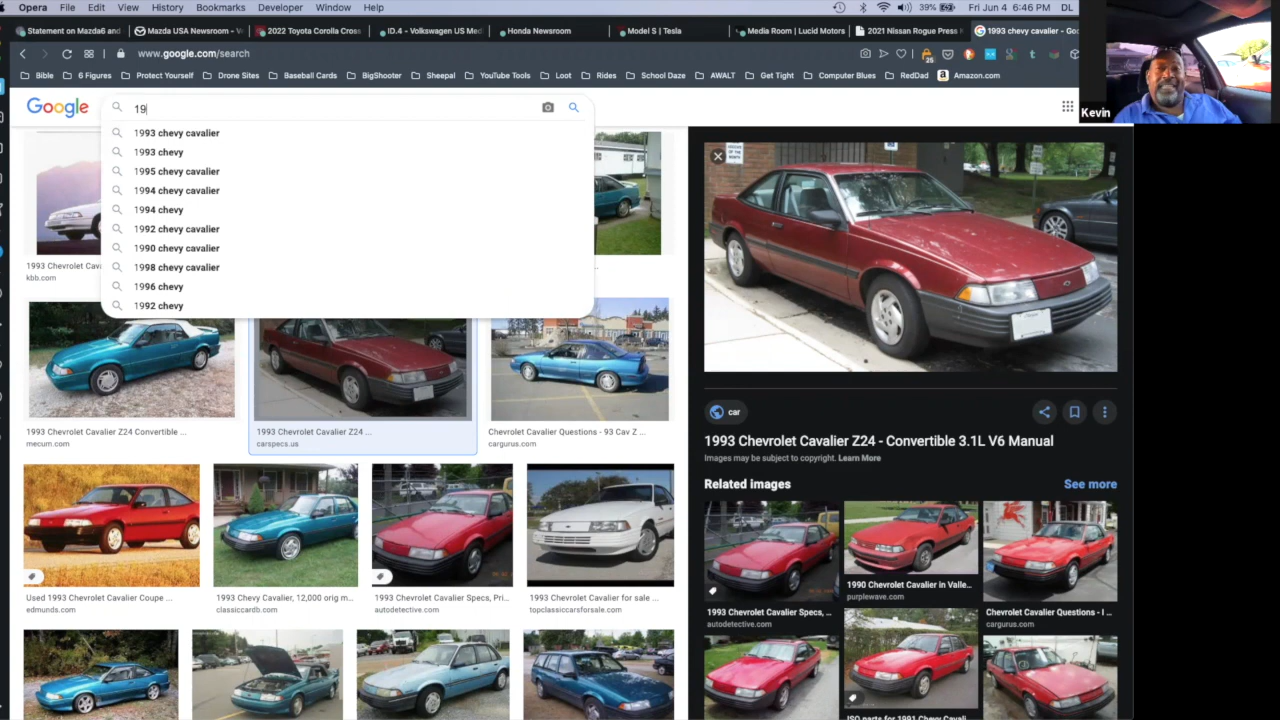 Opera File Edit View History Bookmarks Developer Window Help 39% Fri Jun 4 6:46 PM DL
Statement on Mazda6 and Mazda USA Newsroom - 2022 Toyota Corolla Cross ID.4 - Volkswagen US Med Honda Newsroom Model S | Tesla Media Room | Lucid Motors 2021 Nissan Rogue Press 1993 chevy cavalier - Goo
www.google.com/search 25
Bible 6 Figures Protect Yourself Drone Sites Baseball Cards BigShooter Sheepal YouTube Tools Loot Rides School Daze AWALT Get Tight Computer Blues RedDad Amazon.com
Kevin
Google 19
1993 chevy cavalier
1993 chevy
1995 chevy cavalier
1994 chevy cavalier
1994 chevy
1992 chevy cavalier
1990 chevy cavalier
1998 chevy cavalier
1996 chevy
1992 chevy
1993 Chevrolet Cava
kbb.com
1993 Chevrolet Cavalier Z24 Convertible ...
mecum.com
1993 Chevrolet Cavalier Z24 ...
carspecs.us
Chevrolet Cavalier Questions - 93 Cav Z ...
cargurus.com
Used 1993 Chevrolet Cavalier Coupe ...
edmunds.com
1993 Chevy Cavalier, 12,000 orig m...
classiccardb.com
1993 Chevrolet Cavalier Specs, Pri...
autodetective.com
1993 Chevrolet Cavalier for sale ...
topclassiccarsforsale.com
car
1993 Chevrolet Cavalier Z24 - Convertible 3.1L V6 Manual
Images may be subject to copyright. Learn More
Related images See more
1993 Chevrolet Cavalier Specs, ...
autodetective.com
1990 Chevrolet Cavalier in Valle...
purplewave.com
Chevrolet Cavalier Questions - I ...
cargurus.com
ISO parts for 1991 Chevy Cavali